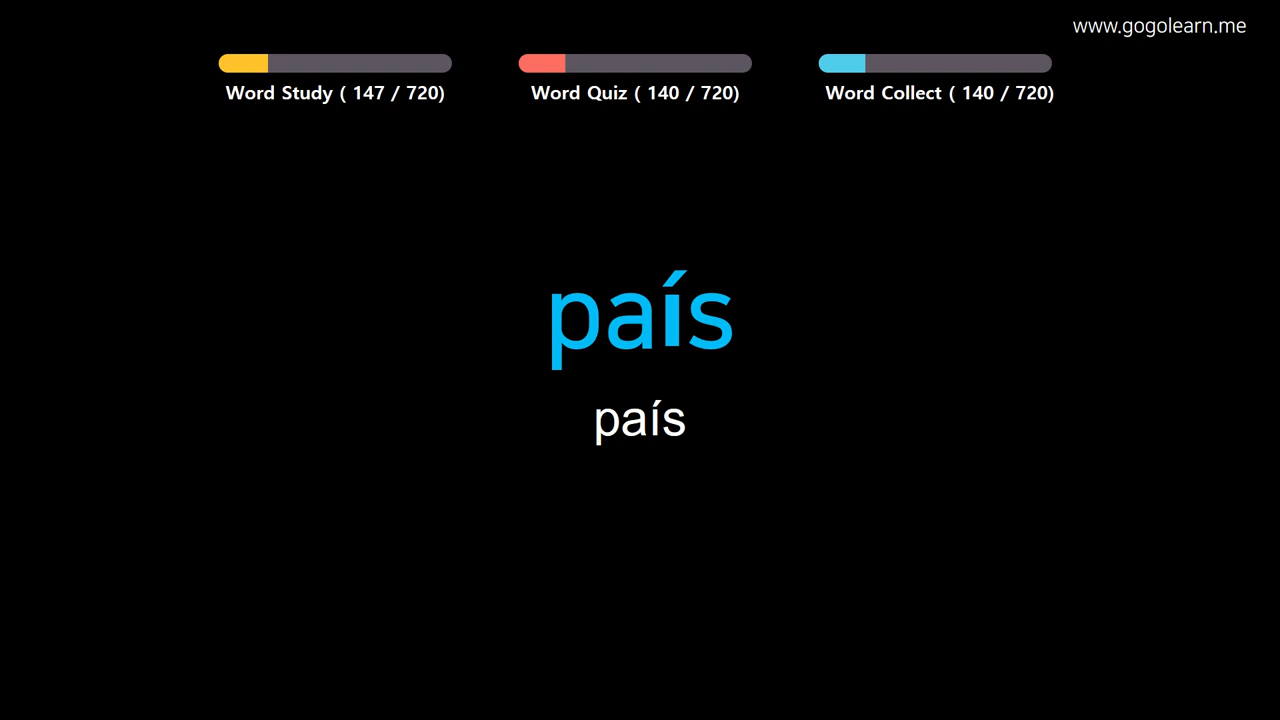 www.gogolearn.me
Word Study ( 147 / 720)
Word Quiz ( 140 / 720)
Word Collect ( 140 / 720)
país
país